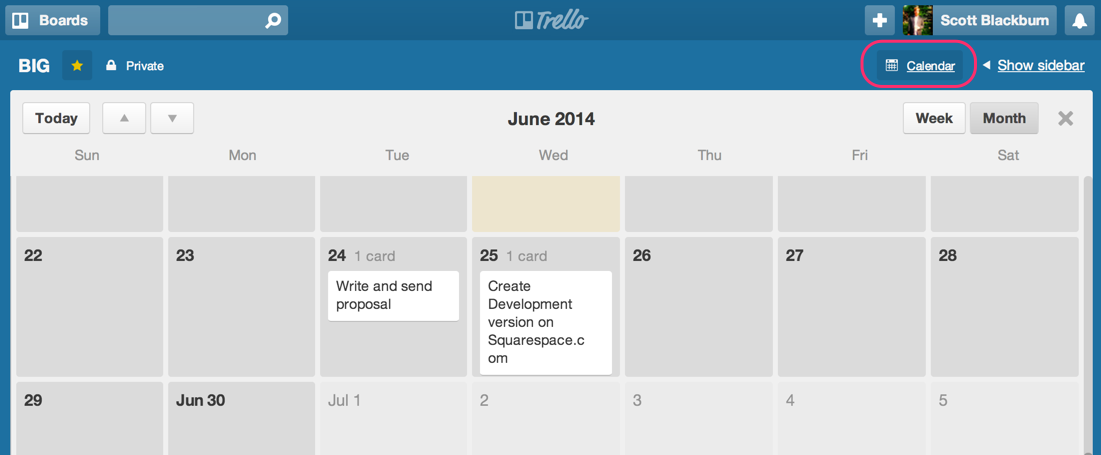 Boards
Trello
Scott Blackburn
BIG
Private
Calendar
Show sidebar
Today
June 2014
Week
Month
Sun
Mon
Tue
Wed
Thu
Fri
Sat
22
23
24 1 card
Write and send
proposal
25 1 card
Create
Development
version on
Squarespace.c
om
26
27
28
29
Jun 30
Jul 1
2
3
4
5